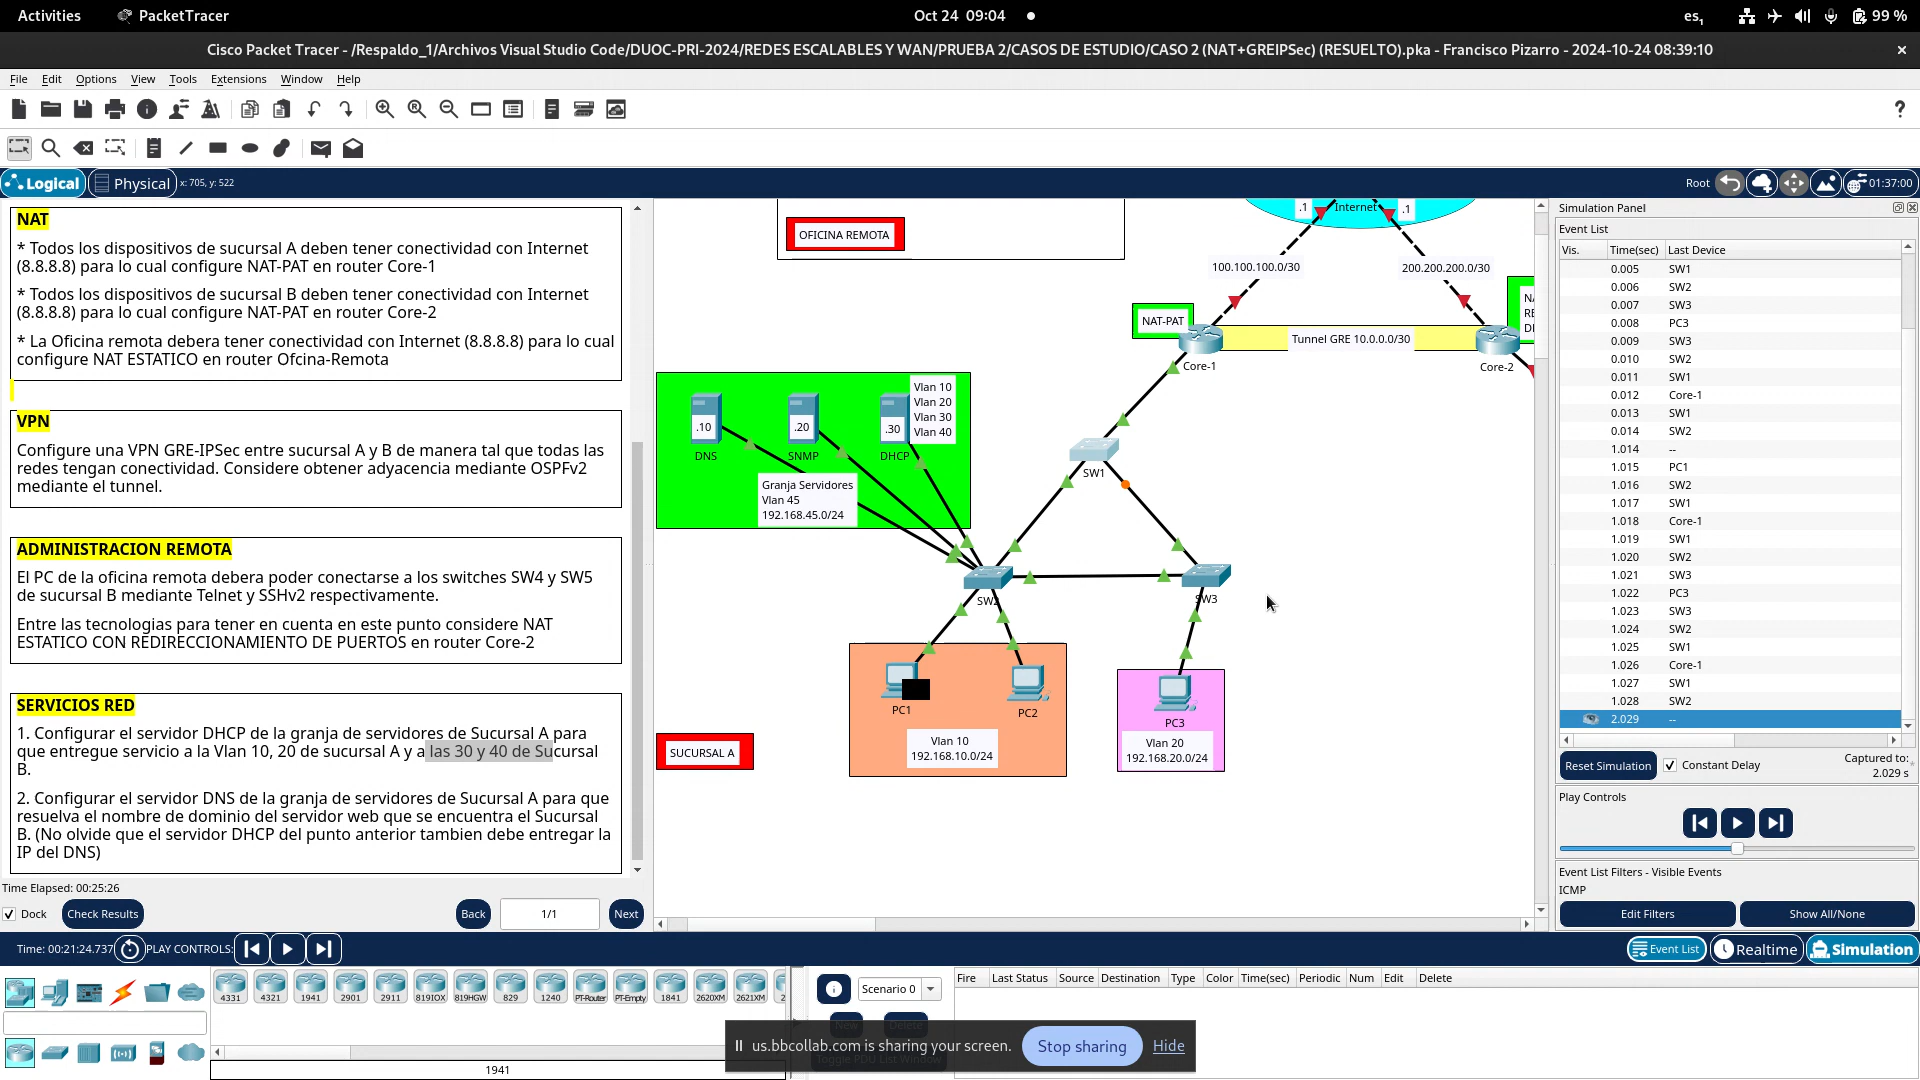 Activities
PacketTracer
Oct 24 09:04
es1
99 %
Cisco Packet Tracer - /Respaldo_1/Archivos Visual Studio Code/DUOC-PRI-2024/REDES ESCALABLES Y WAN/PRUEBA 2/CASOS DE ESTUDIO/CASO 2 (NAT+GREIPSec) (RESUELTO).pka - Francisco Pizarro - 2024-10-24 08:39:10
File Edit Options View Tools Extensions Window Help
Logical
Physical
x: 705, y: 522
Root
01:37:00
NAT
* Todos los dispositivos de sucursal A deben tener conectividad con Internet
(8.8.8.8) para lo cual configure NAT-PAT en router Core-1
* Todos los dispositivos de sucursal B deben tener conectividad con Internet
(8.8.8.8) para lo cual configure NAT-PAT en router Core-2
* La Oficina remota debera tener conectividad con Internet (8.8.8.8) para lo cual
configure NAT ESTATICO en router Ofcina-Remota
VPN
Configure una VPN GRE-IPSec entre sucursal A y B de manera tal que todas las
redes tengan conectividad. Considere obtener adyacencia mediante OSPFv2
mediante el tunnel.
ADMINISTRACION REMOTA
El PC de la oficina remota debera poder conectarse a los switches SW4 y SW5
de sucursal B mediante Telnet y SSHv2 respectivamente.
Entre las tecnologias para tener en cuenta en este punto considere NAT
ESTATICO CON REDIRECCIONAMIENTO DE PUERTOS en router Core-2
SERVICIOS RED
1. Configurar el servidor DHCP de la granja de servidores de Sucursal A para
que entregue servicio a la Vlan 10, 20 de sucursal A y a las 30 y 40 de Sucursal
B.
2. Configurar el servidor DNS de la granja de servidores de Sucursal A para que
resuelva el nombre de dominio del servidor web que se encuentra el Sucursal
B. (No olvide que el servidor DHCP del punto anterior tambien debe entregar la
IP del DNS)
Time Elapsed: 00:25:26
Dock
Check Results
Back
1/1
Next
OFICINA REMOTA
.1
Internet
.1
100.100.100.0/30
200.200.200.0/30
NAT-PAT
Tunnel GRE 10.0.0.0/30
Core-1
Core-2
Vlan 10
Vlan 20
Vlan 30
Vlan 40
.10
.20
.30
DNS
SNMP
DHCP
Granja Servidores
Vlan 45
192.168.45.0/24
SW1
SW2
SW3
PC1
PC2
PC3
Vlan 10
192.168.10.0/24
Vlan 20
192.168.20.0/24
SUCURSAL A
Simulation Panel
Event List
Vis. Time(sec) Last Device
0.005 SW1
0.006 SW2
0.007 SW3
0.008 PC3
0.009 SW3
0.010 SW2
0.011 SW1
0.012 Core-1
0.013 SW1
0.014 SW2
1.014 --
1.015 PC1
1.016 SW2
1.017 SW1
1.018 Core-1
1.019 SW1
1.020 SW2
1.021 SW3
1.022 PC3
1.023 SW3
1.024 SW2
1.025 SW1
1.026 Core-1
1.027 SW1
1.028 SW2
2.029 --
Reset Simulation
Constant Delay
Captured to:
2.029 s
Play Controls
Event List Filters - Visible Events
ICMP
Edit Filters
Show All/None
Time: 00:21:24.737
PLAY CONTROLS:
Event List
Realtime
Simulation
4331 4321 1941 2901 2911 819IOX 819HGW 829 1240 PT-Router PT-Empty 1841 2620XM 2621XM
1941
Scenario 0
New
Delete
Toggle PDU List Window
Fire Last Status Source Destination Type Color Time(sec) Periodic Num Edit Delete
us.bbcollab.com is sharing your screen.
Stop sharing
Hide